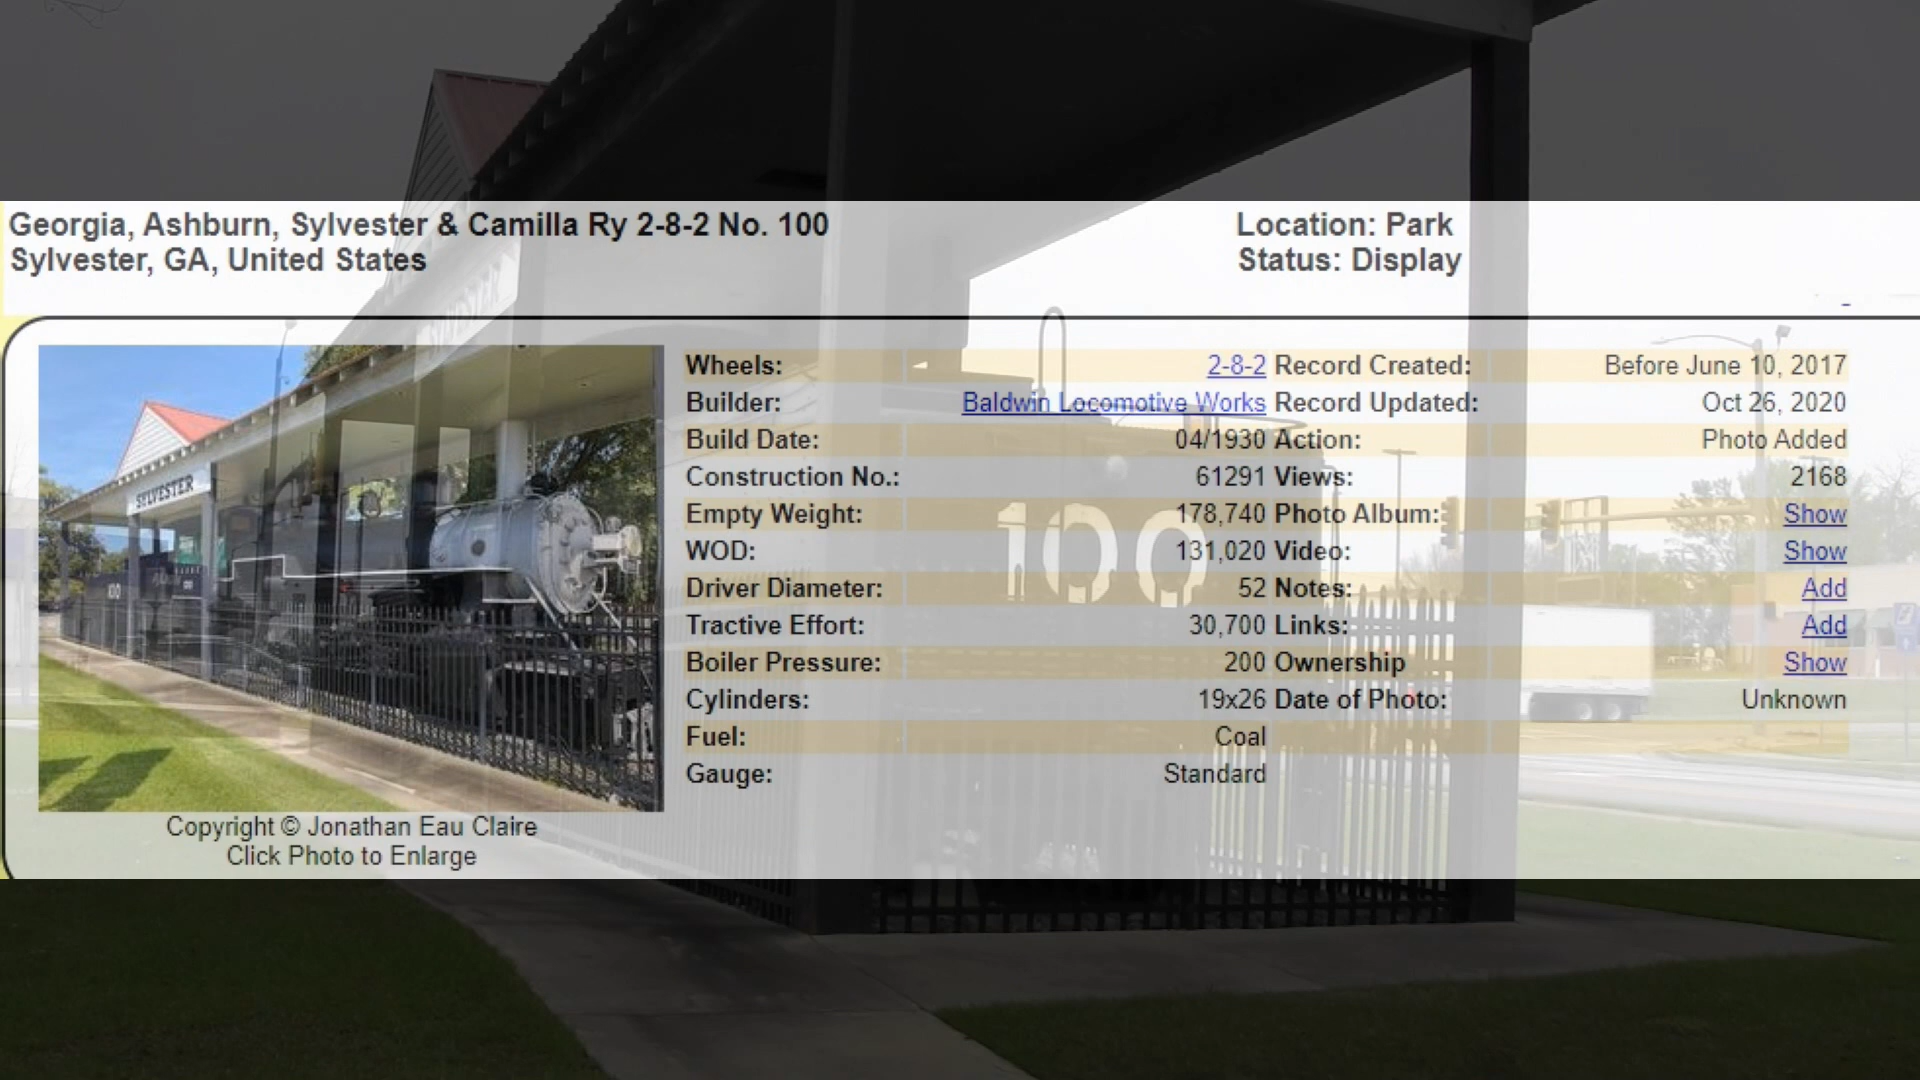 Georgia, Ashburn, Sylvester & Camilla Ry 2-8-2 No. 100
Sylvester, GA, United States
Location: Park
Status: Display
SYLVESTER
100
Wheels: 2-8-2 Record Created: Before June 10, 2017
Builder: Baldwin Locomotive Works Record Updated: Oct 26, 2020
Build Date: 04/1930 Action: Photo Added
Construction No.: 61291 Views: 2168
Empty Weight: 178,740 Photo Album: Show
WOD: 131,020 Video: Show
Driver Diameter: 52 Notes: Add
Tractive Effort: 30,700 Links: Add
Boiler Pressure: 200 Ownership Show
Cylinders: 19x26 Date of Photo: Unknown
Fuel: Coal
Gauge: Standard
100
Copyright © Jonathan Eau Claire
Click Photo to Enlarge